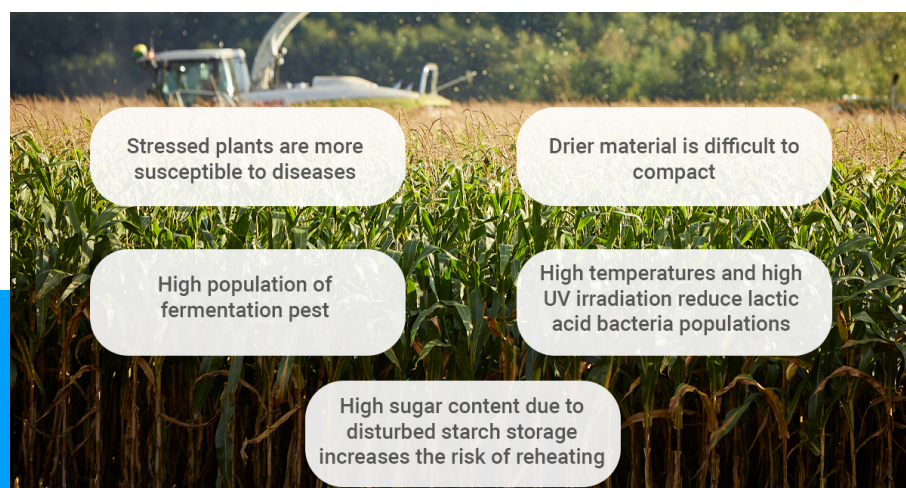 Stressed plants are more
susceptible to diseases
Drier material is difficult to
compact
High population of
fermentation pest
High temperatures and high
UV irradiation reduce lactic
acid bacteria populations
High sugar content due to
disturbed starch storage
increases the risk of reheating